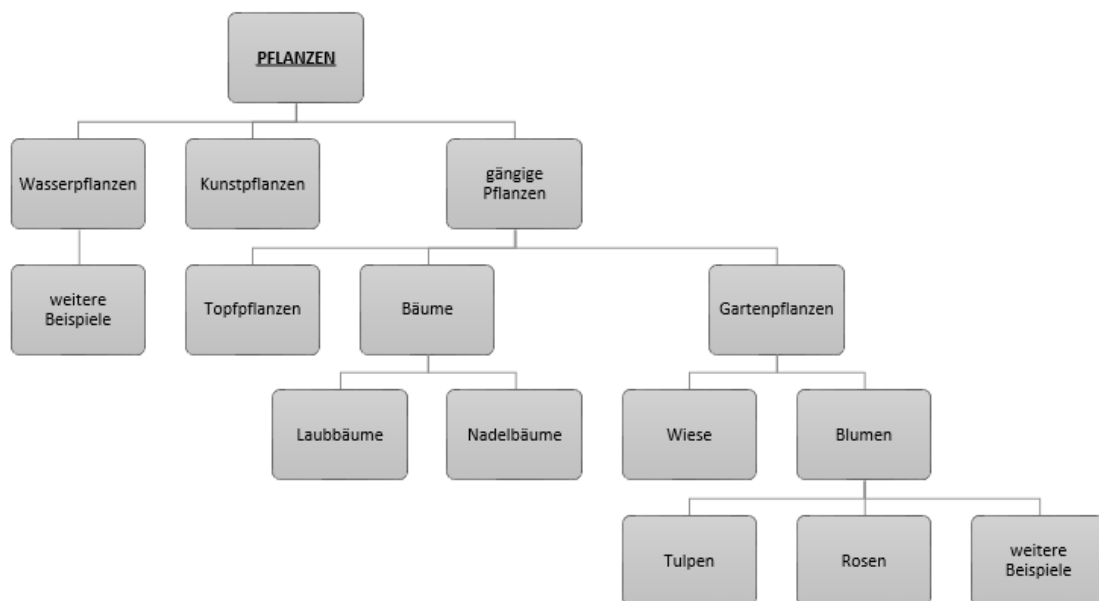 PFLANZEN
Wasserpflanzen
Kunstpflanzen
gängige
Pflanzen
weitere
Beispiele
Topfpflanzen
Bäume
Gartenpflanzen
Laubbäume
Nadelbäume
Wiese
Blumen
Tulpen
Rosen
weitere
Beispiele